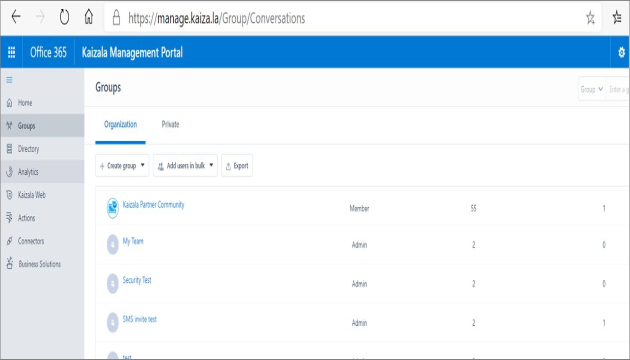 https://manage.kaiza.la/Group/Conversations
Office 365 Kaizala Management Portal
Home
Groups
Directory
Analytics
Kaizala Web
Actions
Connectors
Business Solutions
Groups
Group
Enter a g
Organization Private
+ Create group Add users in bulk Export
Kaizala Partner Community Member 55 1
My Team Admin 2 0
Security Test Admin 2 0
SMS invite test Admin 2 1
test